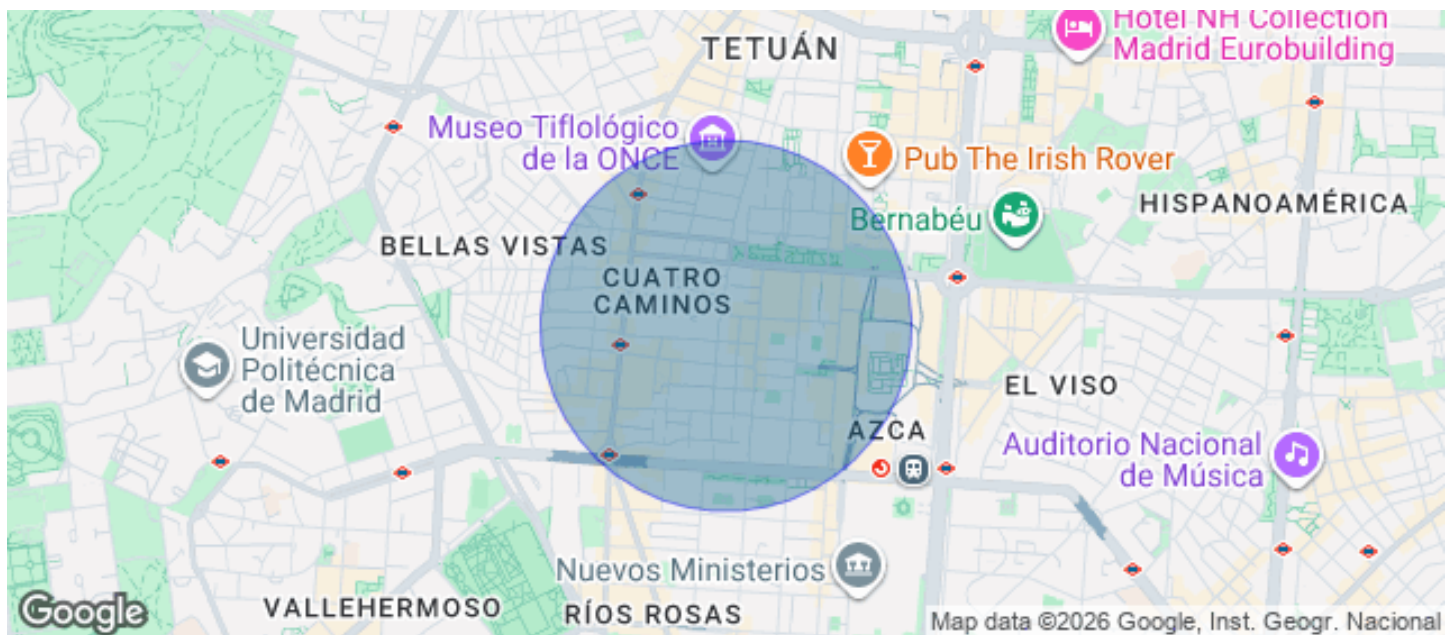 Hotel NH Collection
Madrid Eurobuilding
TETUÁN
Museo Tiflológico
de la ONCE
Pub The Irish Rover
Bernabéu
HISPANOAMÉRICA
BELLAS VISTAS
CUATRO
CAMINOS
Universidad
Politécnica
de Madrid
EL VISO
AZCA
Auditorio Nacional
de Música
Nuevos Ministerios
VALLEHERMOSO
RÍOS ROSAS
Google
Map data ©2026 Google, Inst. Geogr. Nacional